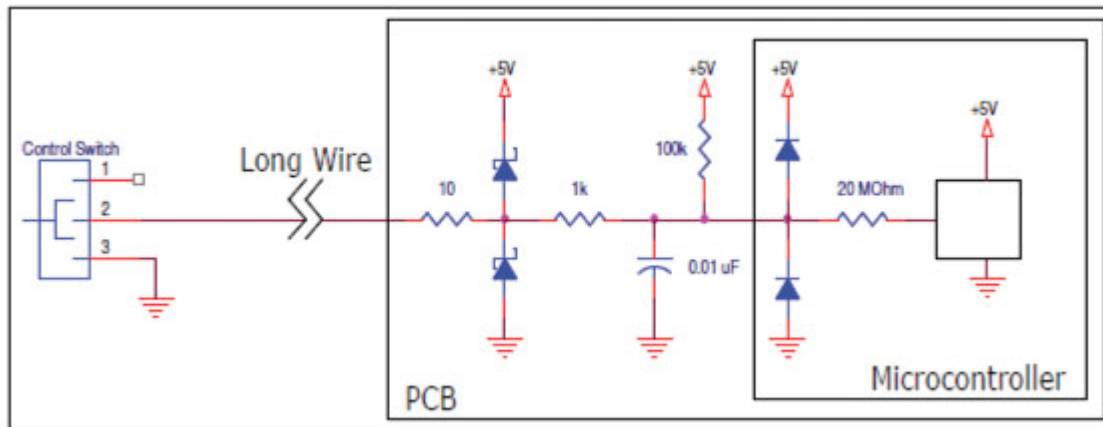 Control Switch
1
2
3
Long Wire
10
+5V
1k
+5V
100k
0.01 uF
+5V
20 MOhm
+5V
PCB
Microcontroller